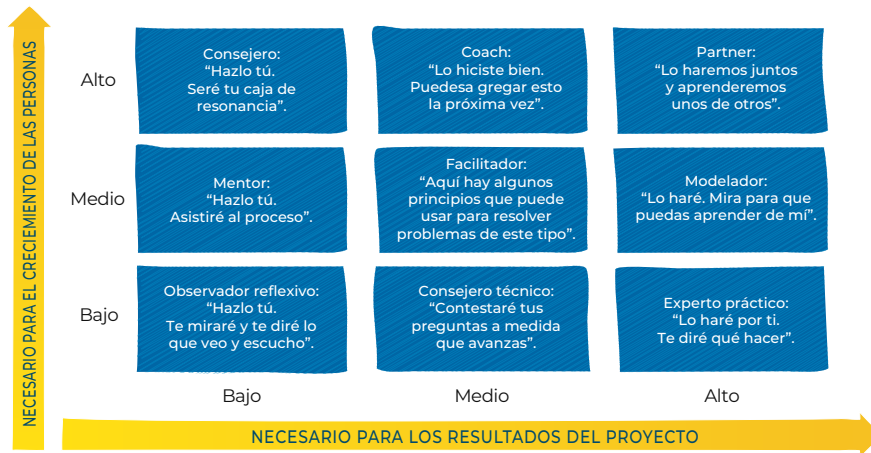 NECESARIO PARA EL CRECIEMIENTO DE LAS PERSONAS
Alto
Consejero:
“Hazlo tú.
Seré tu caja de
resonancia”.
Coach:
“Lo hiciste bien.
Puedesa gregar esto
la próxima vez”.
Partner:
“Lo haremos juntos
y aprenderemos
unos de otros”.
Medio
Mentor:
“Hazlo tú.
Asistiré al proceso”.
Facilitador:
“Aquí hay algunos
principios que puede
usar para resolver
problemas de este tipo”.
Modelador:
“Lo haré. Mira para que
puedas aprender de mí”.
Bajo
Observador reflexivo:
“Hazlo tú.
Te miraré y te diré lo
que veo y escucho”.
Consejero técnico:
“Contestaré tus
preguntas a medida
que avanzas”.
Experto práctico:
“Lo haré por ti.
Te diré qué hacer”.
Bajo
Medio
Alto
NECESARIO PARA LOS RESULTADOS DEL PROYECTO